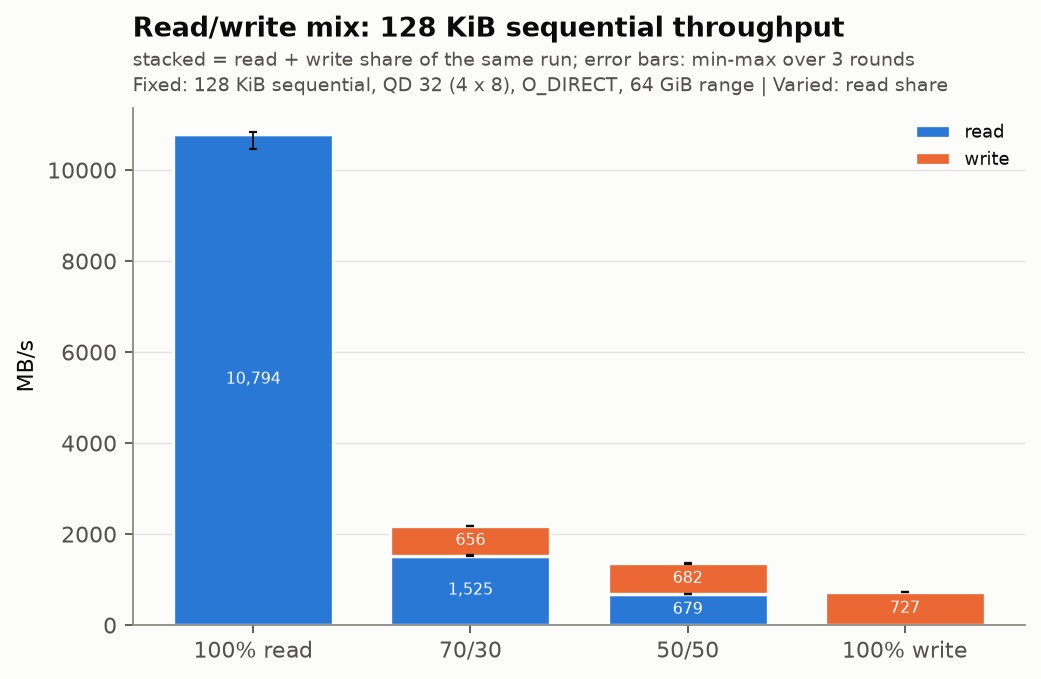 Read/write mix: 128 KiB sequential throughput
stacked = read + write share of the same run; error bars: min-max over 3 rounds
Fixed: 128 KiB sequential, QD 32 (4 x 8), O_DIRECT, 64 GiB range | Varied: read share
read
write
MB/s
10000
8000
6000
4000
2000
0
10,794
656
1,525
682
679
727
100% read
70/30
50/50
100% write